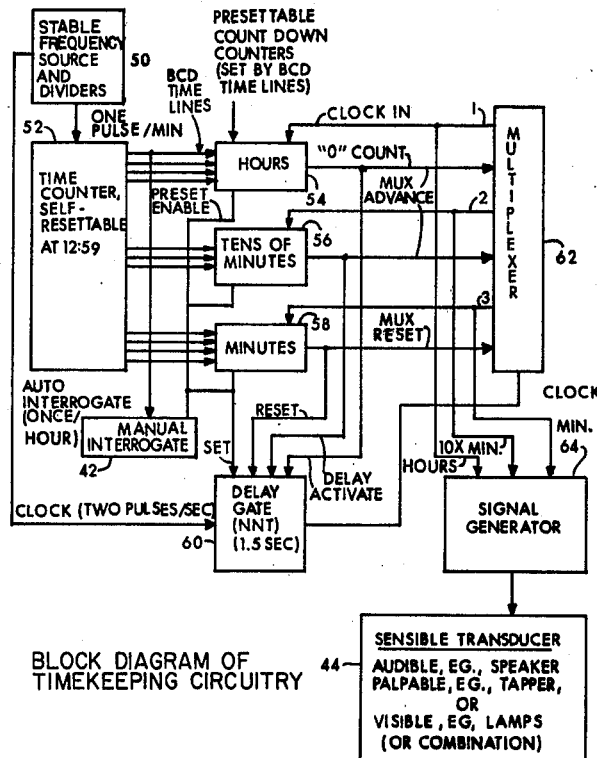 STABLE
FREQUENCY
SOURCE
AND
DIVIDERS
50
PRESETTABLE
COUNT DOWN
COUNTERS
(SET BY BCD
TIME LINES)
BCD
TIME
LINES
ONE
PULSE/MIN
52
TIME
COUNTER,
SELF-
RESETTABLE
AT 12:59
HOURS
54
PRESET
ENABLE
TENS OF
MINUTES
56
MINUTES
58
CLOCK IN
"0" COUNT
MUX
ADVANCE
MUX
RESET
1
2
3
MULTIPLEXER
62
AUTO
INTERROGATE
(ONCE/
HOUR)
MANUAL
INTERROGATE
42
SET
RESET
DELAY
ACTIVATE
CLOCK (TWO PULSES/SEC)
60
DELAY
GATE
(NNT)
(1.5 SEC)
CLOCK
MIN.
10X MIN.
HOURS
64
SIGNAL
GENERATOR
BLOCK DIAGRAM OF
TIMEKEEPING CIRCUITRY
44
SENSIBLE TRANSDUCER
AUDIBLE, EG., SPEAKER
PALPABLE, EG., TAPPER,
OR
VISIBLE, EG, LAMPS
(OR COMBINATION)